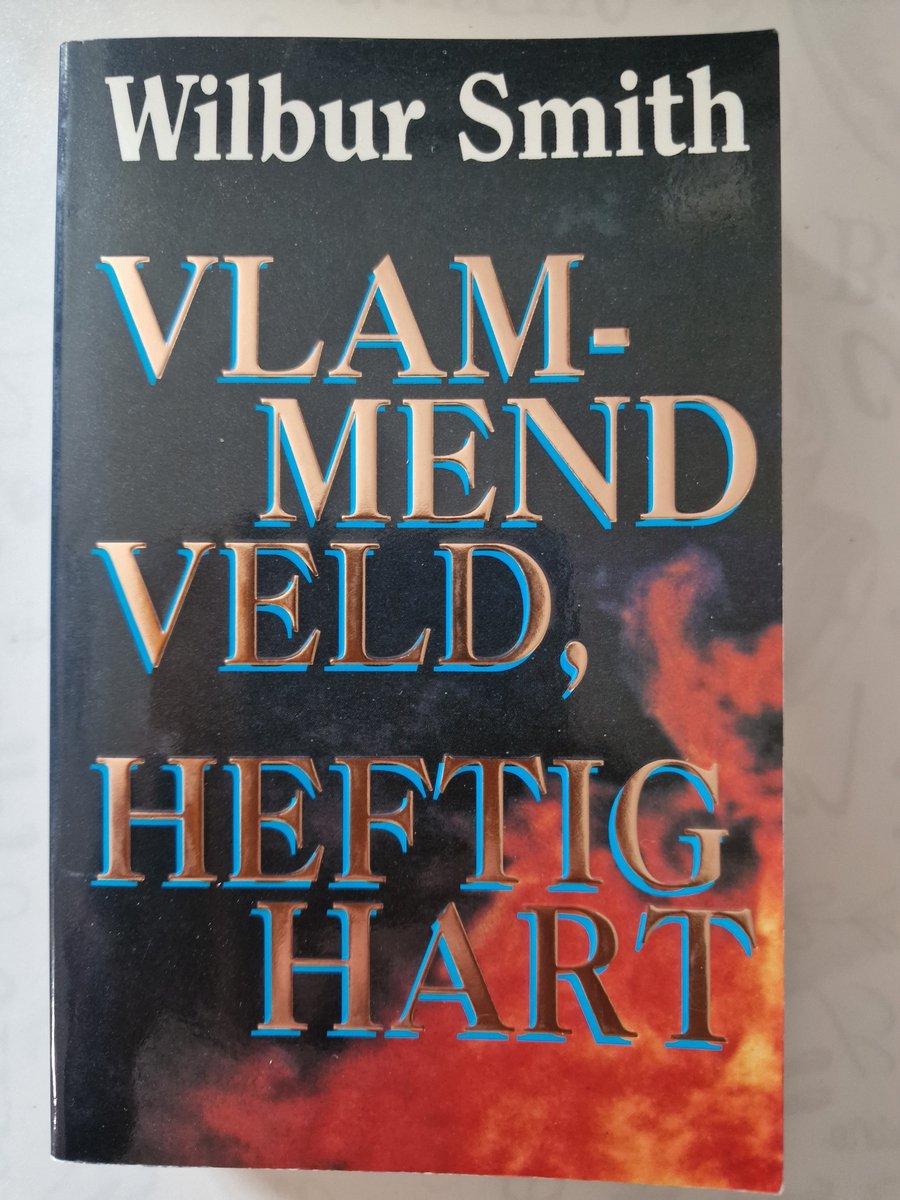 Wilbur Smith
VLAM-
MEND
VELD,
HEFTIG
HART